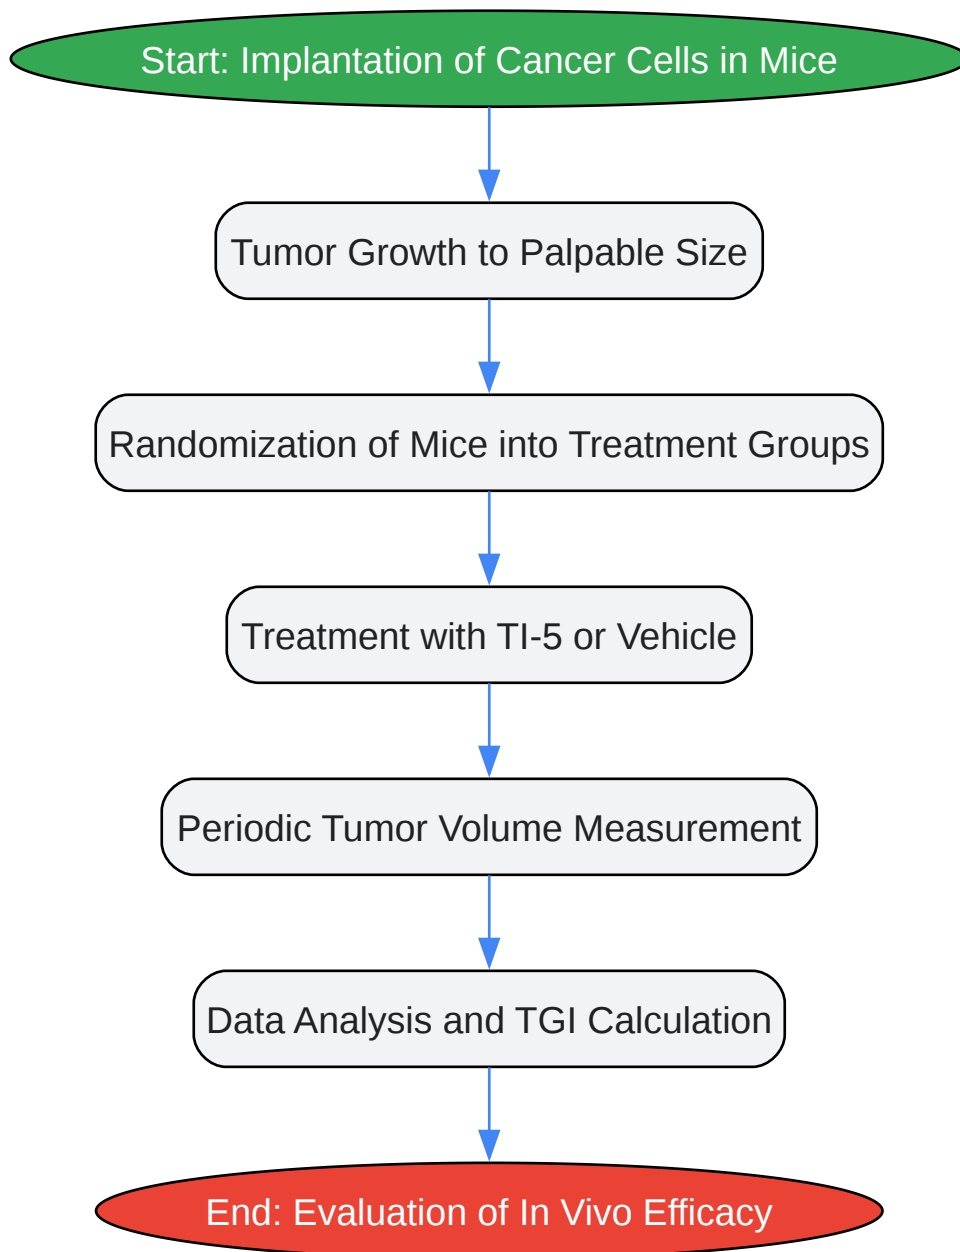 Start: Implantation of Cancer Cells in Mice
Tumor Growth to Palpable Size
Randomization of Mice into Treatment Groups
Treatment with TI-5 or Vehicle
Periodic Tumor Volume Measurement
Data Analysis and TGI Calculation
End: Evaluation of In Vivo Efficacy